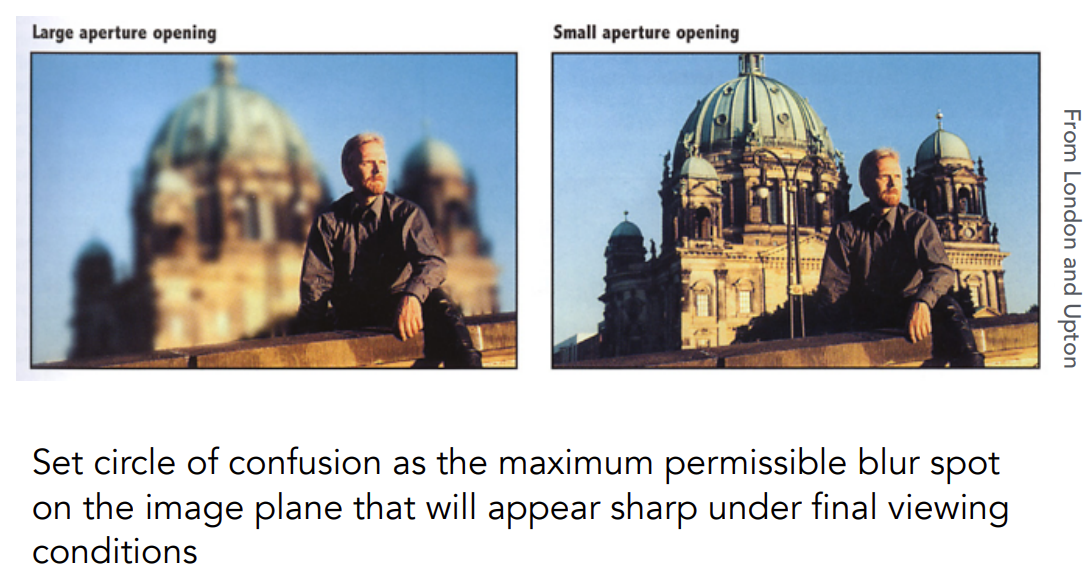 Large aperture opening
Small aperture opening
From London and Upton
Set circle of confusion as the maximum permissible blur spot
on the image plane that will appear sharp under final viewing
conditions